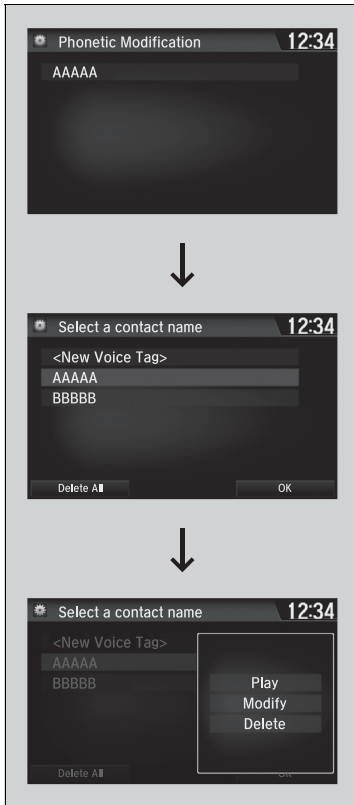 Phonetic Modification 12:34
AAAAA
Select a contact name 12:34
<New Voice Tag>
AAAAA
BBBBB
Delete All OK
Select a contact name 12:34
<New Voice Tag>
AAAAA
BBBBB
Play
Modify
Delete
Delete All OK